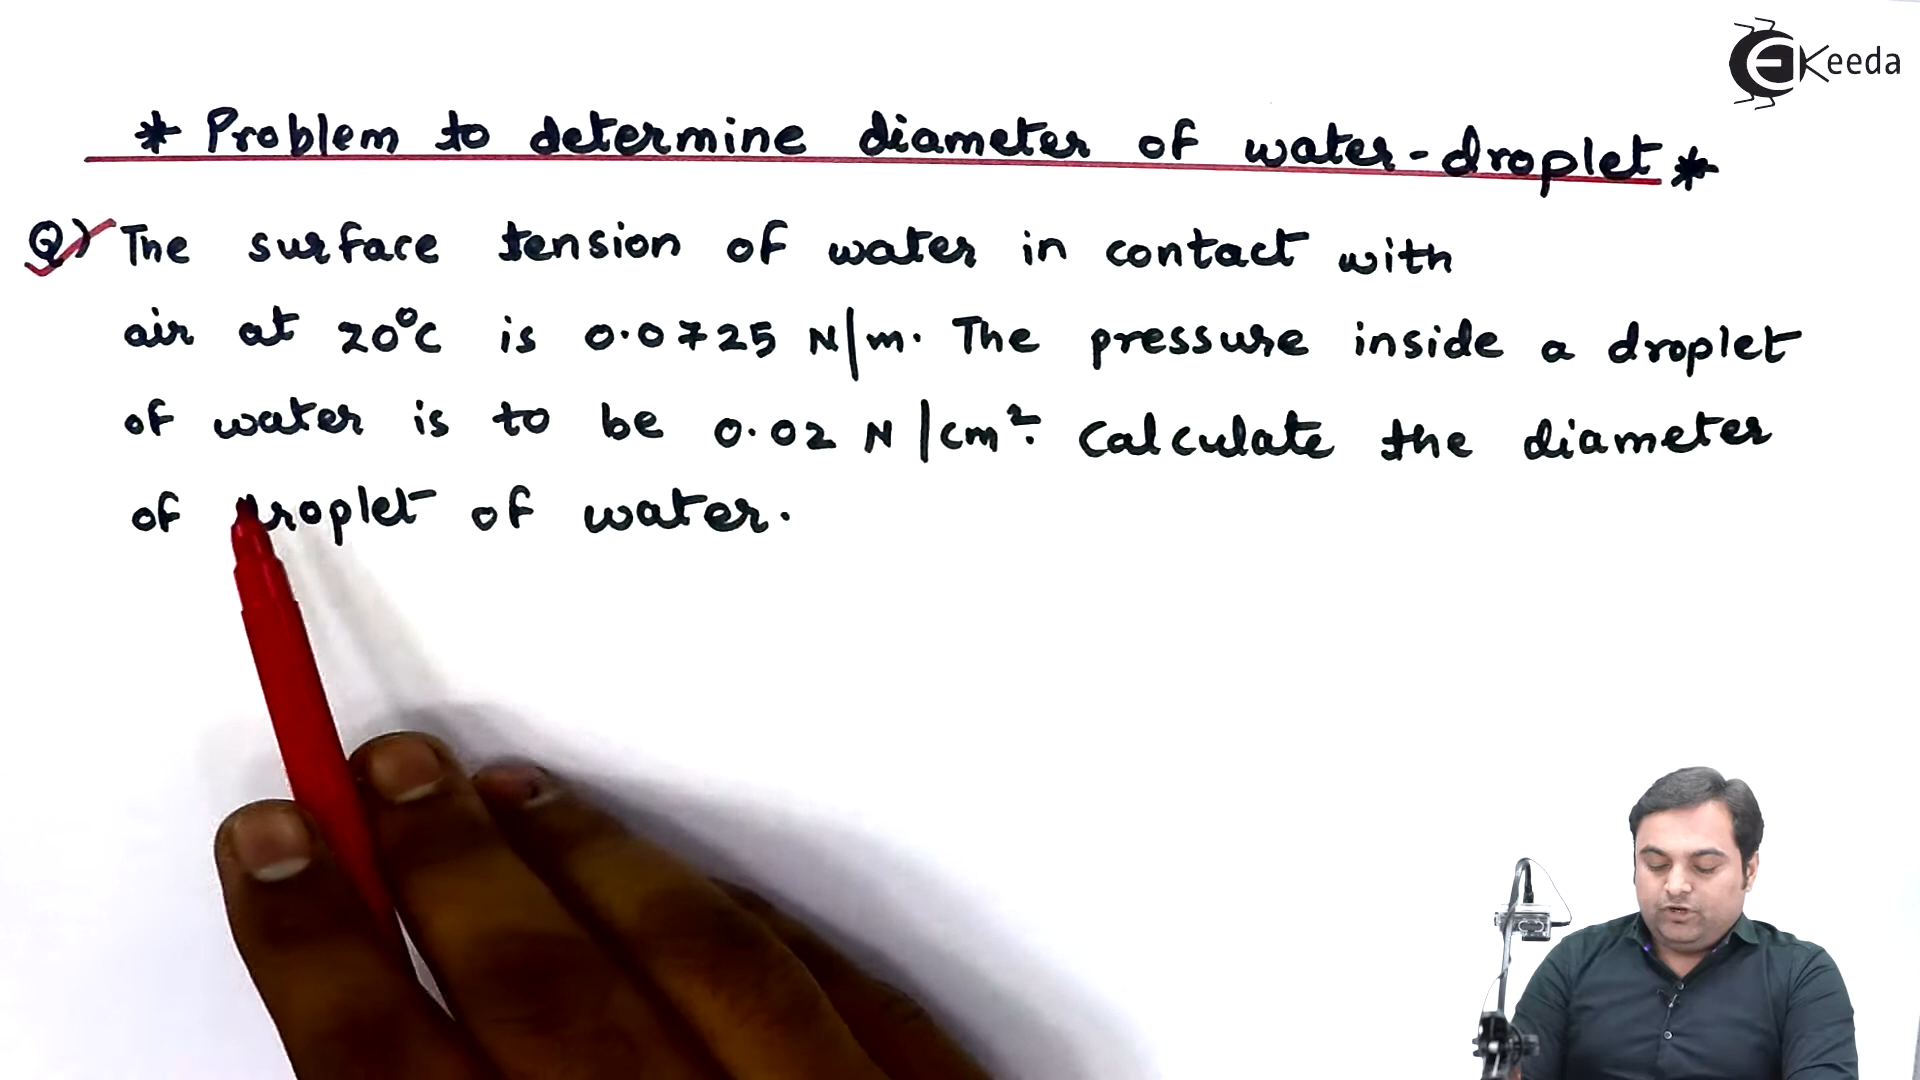 EKeeda
* Problem to determine diameter of water-droplet *
Q) The surface tension of water in contact with
air at 20°C is 0.0725 N/m. The pressure inside a droplet
of water is to be 0.02 N/cm². Calculate the diameter
of droplet of water.